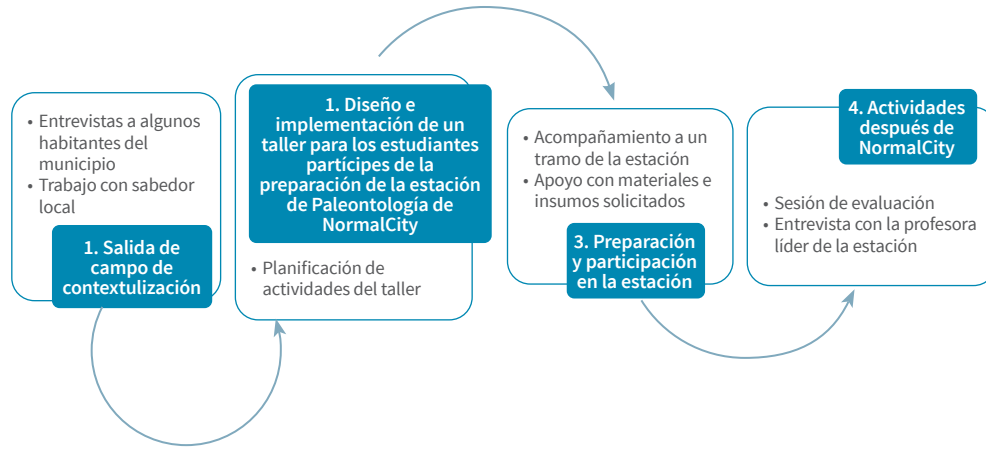 • Entrevistas a algunos
habitantes del
municipio
• Trabajo con sabedor
local
1. Salida de
campo de
contextulización
1. Diseño e
implementación de un
taller para los estudiantes
partícipes de la
preparación de la estación
de Paleontología de
NormalCity
• Planificación de
actividades del taller
• Acompañamiento a un
tramo de la estación
• Apoyo con materiales e
insumos solicitados
3. Preparación
y participación
en la estación
4. Actividades
después de
NormalCity
• Sesión de evaluación
• Entrevista con la profesora
líder de la estación